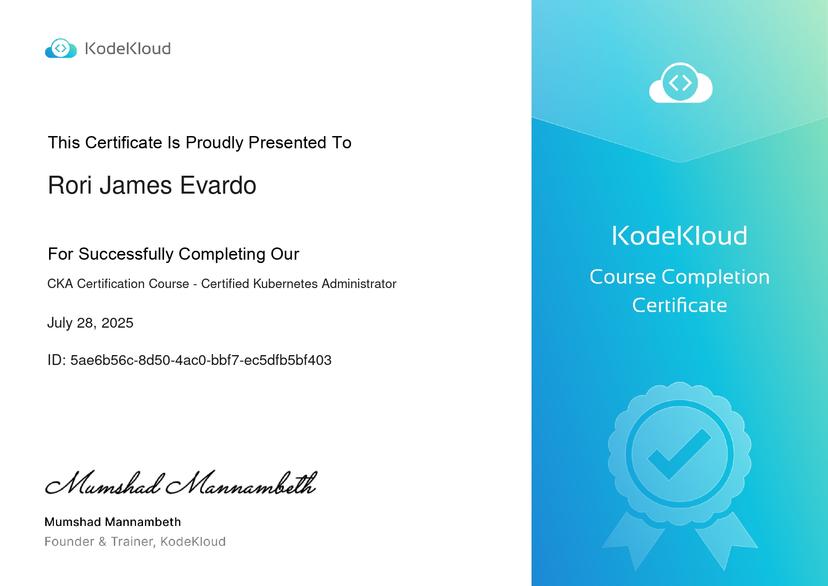 KodeKloud
This Certificate Is Proudly Presented To
Rori James Evardo
For Successfully Completing Our
CKA Certification Course - Certified Kubernetes Administrator
July 28, 2025
ID: 5ae6b56c-8d50-4ac0-bbf7-ec5dfb5bf403
Mumshad Mannambeth
Mumshad Mannambeth
Founder & Trainer, KodeKloud
KodeKloud
Course Completion
Certificate